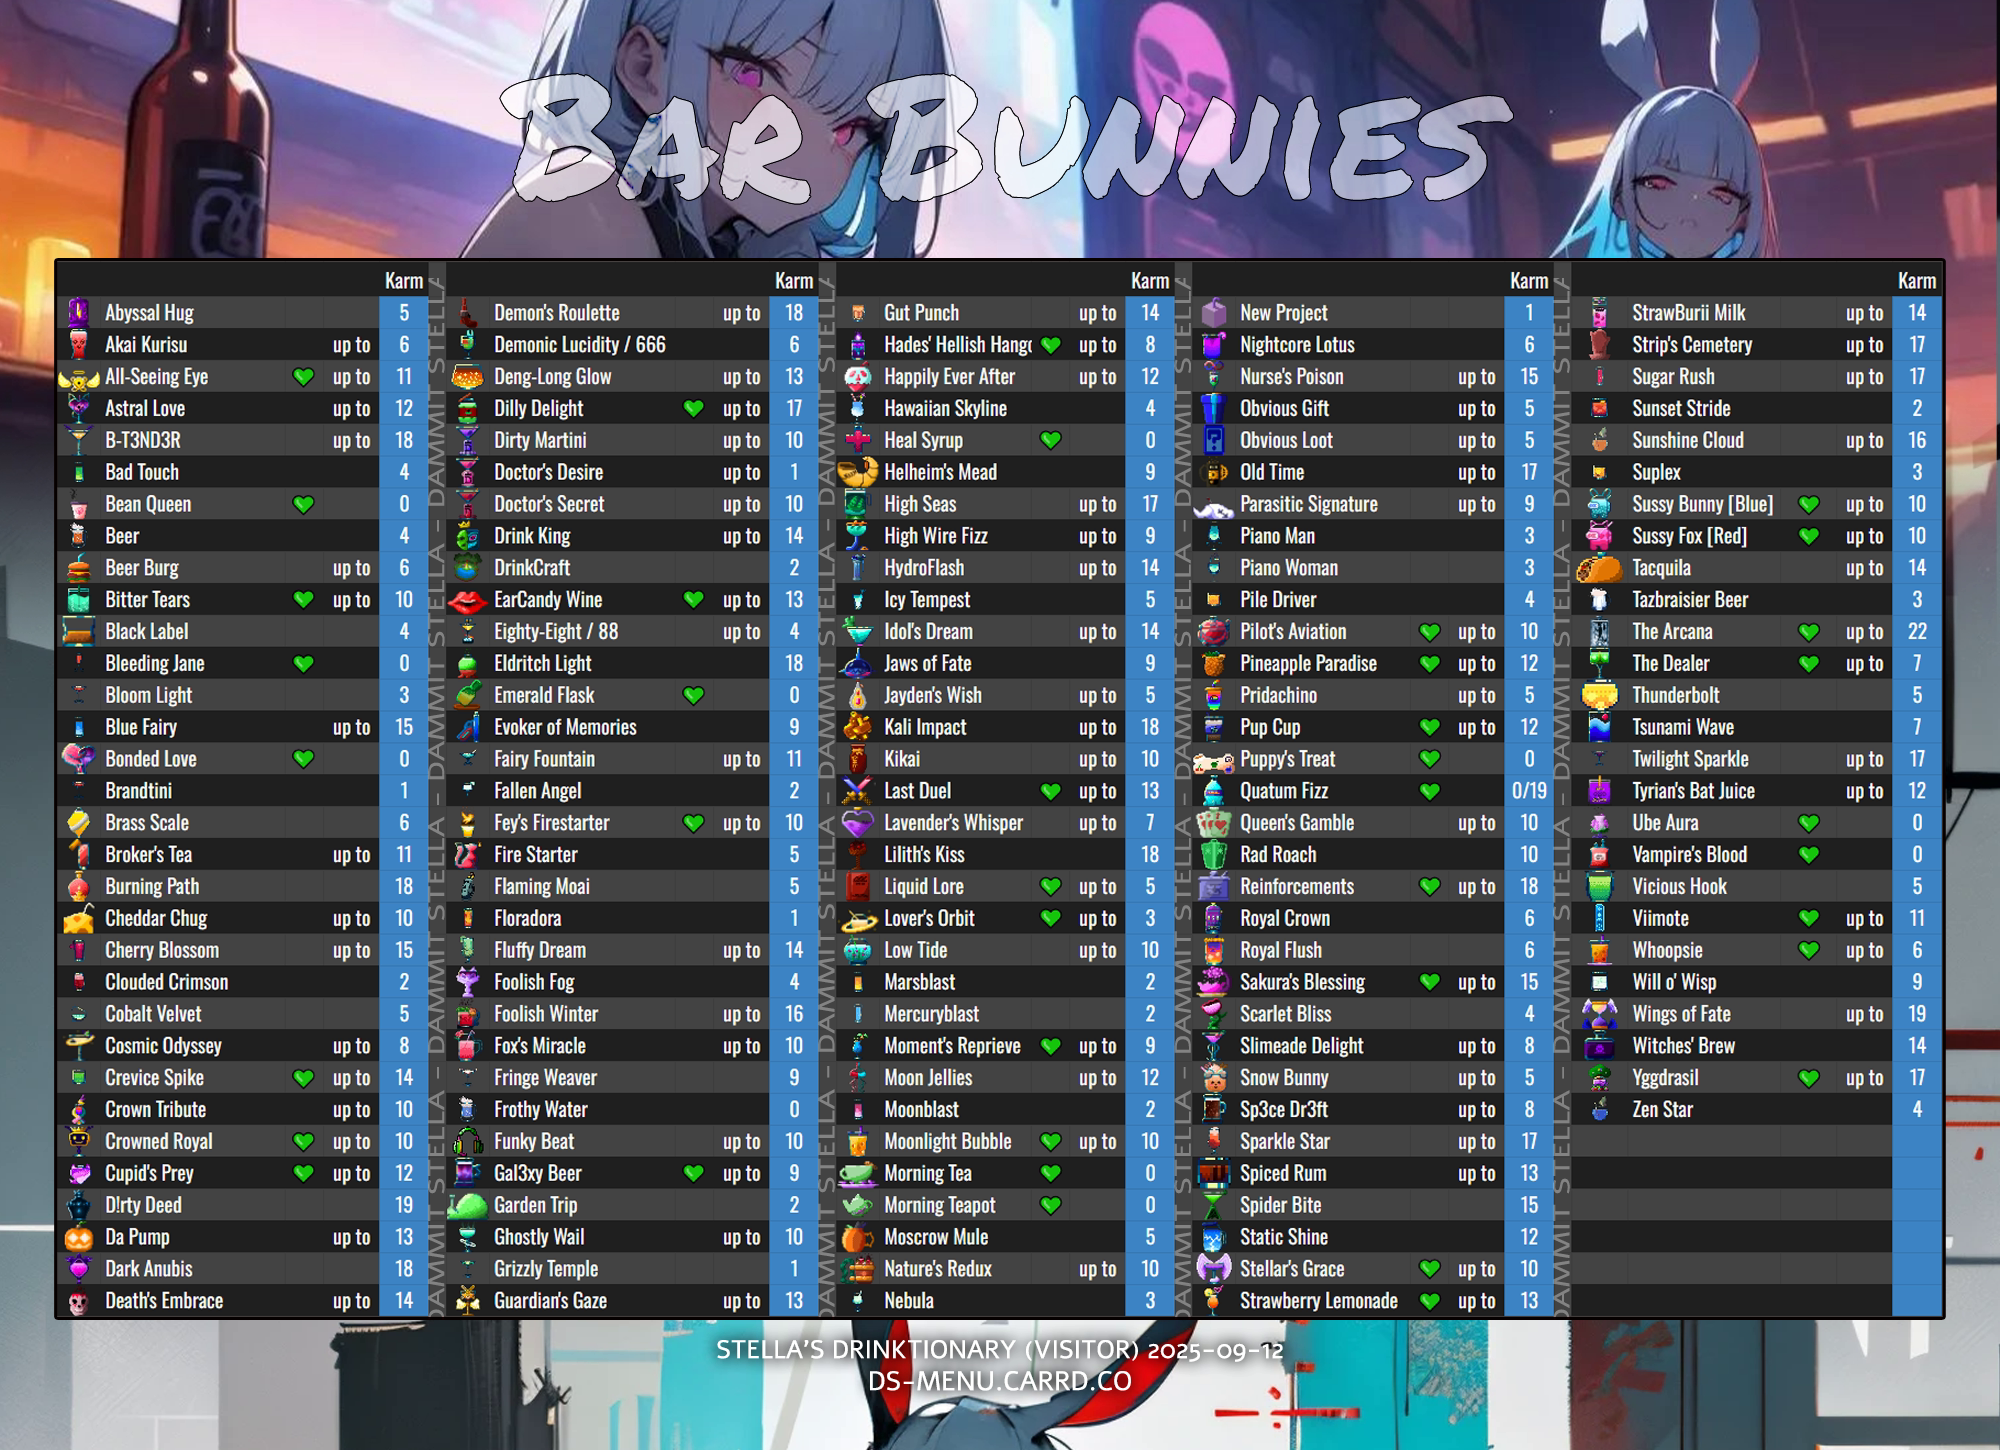 BAR BUNNIES
Karm
Abyssal Hug 5
Akai Kurisu up to 6
All-Seeing Eye up to 11
Astral Love up to 12
B-T3ND3R up to 18
Bad Touch 4
Bean Queen 0
Beer 4
Beer Burg up to 6
Bitter Tears up to 10
Black Label 4
Bleeding Jane 0
Bloom Light 3
Blue Fairy up to 15
Bonded Love 0
Brandtini 1
Brass Scale 6
Broker's Tea up to 11
Burning Path 18
Cheddar Chug up to 10
Cherry Blossom up to 15
Clouded Crimson 2
Cobalt Velvet 5
Cosmic Odyssey up to 8
Crevice Spike up to 14
Crown Tribute up to 10
Crowned Royal up to 10
Cupid's Prey up to 12
D!rty Deed 19
Da Pump up to 13
Dark Anubis 18
Death's Embrace up to 14
DAMMIT STELLA – DAMMIT STELLA – DAMMIT STELLA – DAMMIT STELLA
Karm
Demon's Roulette up to 18
Demonic Lucidity / 666 6
Deng-Long Glow up to 13
Dilly Delight up to 17
Dirty Martini up to 10
Doctor's Desire up to 1
Doctor's Secret up to 10
Drink King up to 14
DrinkCraft 2
EarCandy Wine up to 13
Eighty-Eight / 88 up to 4
Eldritch Light 18
Emerald Flask 0
Evoker of Memories 9
Fairy Fountain up to 11
Fallen Angel 2
Fey's Firestarter up to 10
Fire Starter 5
Flaming Moai 5
Floradora 1
Fluffy Dream up to 14
Foolish Fog 4
Foolish Winter up to 16
Fox's Miracle up to 10
Fringe Weaver 9
Frothy Water 0
Funky Beat up to 10
Gal3xy Beer up to 9
Garden Trip 2
Ghostly Wail up to 10
Grizzly Temple 1
Guardian's Gaze up to 13
DAMMIT STELLA – DAMMIT STELLA – DAMMIT STELLA – DAMMIT STELLA
Karm
Gut Punch up to 14
Hades' Hellish Hang up to 8
Happily Ever After up to 12
Hawaiian Skyline 4
Heal Syrup 0
Helheim's Mead 9
High Seas up to 17
High Wire Fizz up to 9
HydroFlash up to 14
Icy Tempest 5
Idol's Dream up to 14
Jaws of Fate 9
Jayden's Wish up to 5
Kali Impact up to 18
Kikai up to 10
Last Duel up to 13
Lavender's Whisper up to 7
Lilith's Kiss 18
Liquid Lore up to 5
Lover's Orbit up to 3
Low Tide up to 10
Marsblast 2
Mercuryblast 2
Moment's Reprieve up to 9
Moon Jellies up to 12
Moonblast 2
Moonlight Bubble up to 10
Morning Tea 0
Morning Teapot 0
Moscrow Mule 5
Nature's Redux up to 10
Nebula 3
DAMMIT STELLA – DAMMIT STELLA – DAMMIT STELLA – DAMMIT STELLA
Karm
New Project 1
Nightcore Lotus 6
Nurse's Poison up to 15
Obvious Gift up to 5
Obvious Loot up to 5
Old Time up to 17
Parasitic Signature up to 9
Piano Man 3
Piano Woman 3
Pile Driver 4
Pilot's Aviation up to 10
Pineapple Paradise up to 12
Pridachino up to 5
Pup Cup up to 12
Puppy's Treat 0
Quatum Fizz 0/19
Queen's Gamble up to 10
Rad Roach 10
Reinforcements up to 18
Royal Crown 6
Royal Flush 6
Sakura's Blessing up to 15
Scarlet Bliss 4
Slimeade Delight up to 8
Snow Bunny up to 5
Sp3ce Dr3ft up to 8
Sparkle Star up to 17
Spiced Rum up to 13
Spider Bite 15
Static Shine 12
Stellar's Grace up to 10
Strawberry Lemonade up to 13
DAMMIT STELLA – DAMMIT STELLA – DAMMIT STELLA – DAMMIT STELLA
Karm
StrawBurii Milk up to 14
Strip's Cemetery up to 17
Sugar Rush up to 17
Sunset Stride 2
Sunshine Cloud up to 16
Suplex 3
Sussy Bunny [Blue] up to 10
Sussy Fox [Red] up to 10
Tacquila up to 14
Tazbraisier Beer 3
The Arcana up to 22
The Dealer up to 7
Thunderbolt 5
Tsunami Wave 7
Twilight Sparkle up to 17
Tyrian's Bat Juice up to 12
Ube Aura 0
Vampire's Blood 0
Vicious Hook 5
Viimote up to 11
Whoopsie up to 6
Will o' Wisp 9
Wings of Fate up to 19
Witches' Brew 14
Yggdrasil up to 17
Zen Star 4
STELLA'S DRINKTIONARY (VISITOR) 2025-09-12
DS-MENU.CARRD.CO